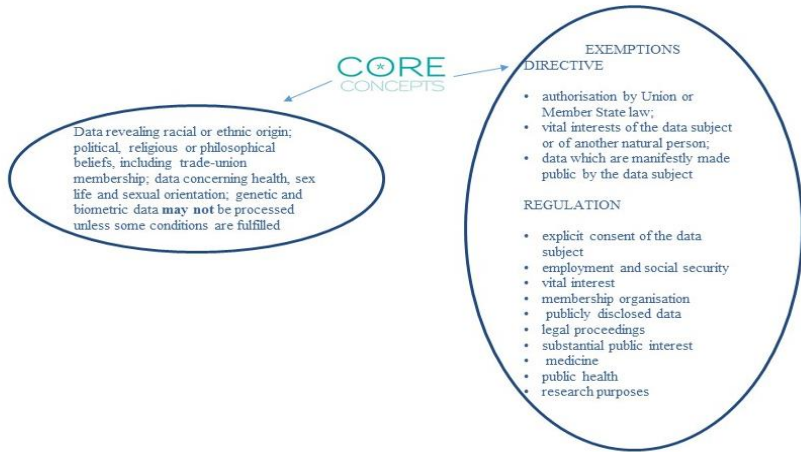 CORE
CONCEPTS
Data revealing racial or ethnic origin;
political, religious or philosophical
beliefs, including trade-union
membership; data concerning health, sex
life and sexual orientation; genetic and
biometric data may not be processed
unless some conditions are fulfilled
EXEMPTIONS
DIRECTIVE
• authorisation by Union or
Member State law;
• vital interests of the data subject
or of another natural person;
• data which are manifestly made
public by the data subject
REGULATION
• explicit consent of the data
subject
• employment and social security
• vital interest
• membership organisation
• publicly disclosed data
• legal proceedings
• substantial public interest
• medicine
• public health
• research purposes